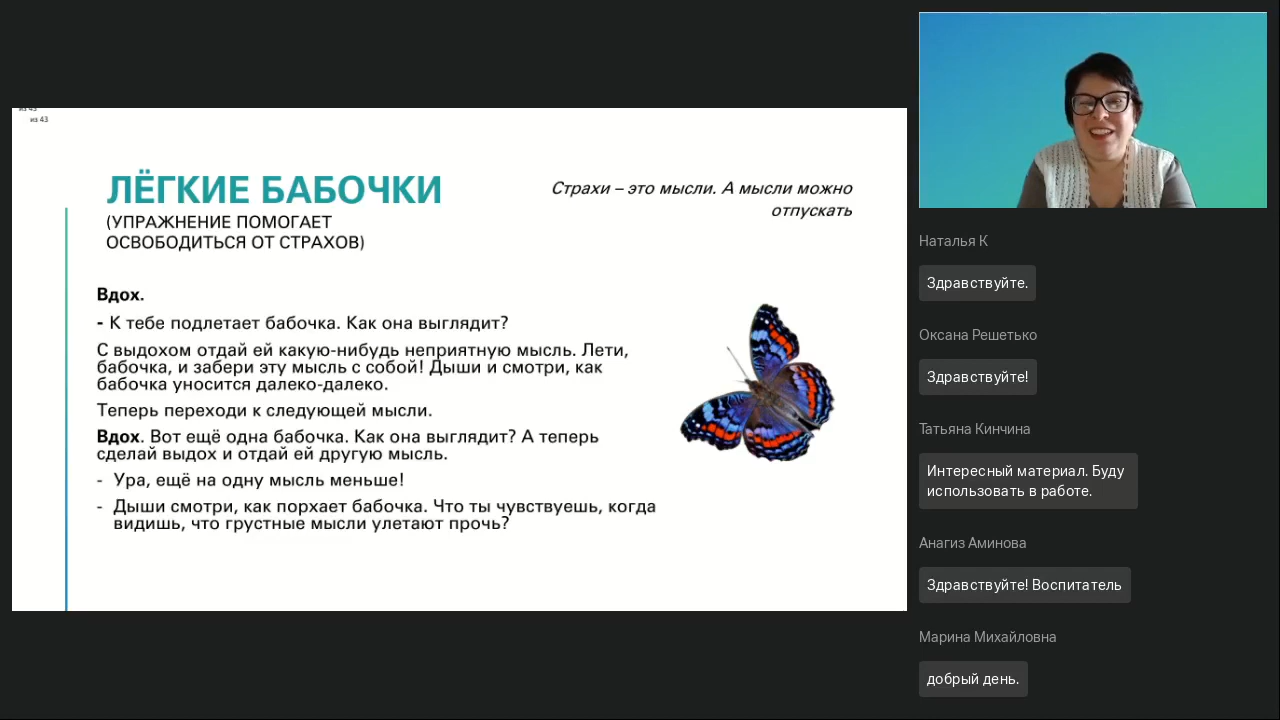 из 43
из 43
ЛЁГКИЕ БАБОЧКИ
(УПРАЖНЕНИЕ ПОМОГАЕТ
ОСВОБОДИТЬСЯ ОТ СТРАХОВ)
Страхи – это мысли. А мысли можно
отпускать
Вдох.
- К тебе подлетает бабочка. Как она выглядит?
С выдохом отдай ей какую-нибудь неприятную мысль. Лети,
бабочка, и забери эту мысль с собой! Дыши и смотри, как
бабочка уносится далеко-далеко.
Теперь переходи к следующей мысли.
Вдох. Вот ещё одна бабочка. Как она выглядит? А теперь
сделай выдох и отдай ей другую мысль.
- Ура, ещё на одну мысль меньше!
- Дыши смотри, как порхает бабочка. Что ты чувствуешь, когда
видишь, что грустные мысли улетают прочь?
Наталья К
Здравствуйте.
Оксана Решетько
Здравствуйте!
Татьяна Кинчина
Интересный материал. Буду
использовать в работе.
Анагиз Аминова
Здравствуйте! Воспитатель
Марина Михайловна
добрый день.